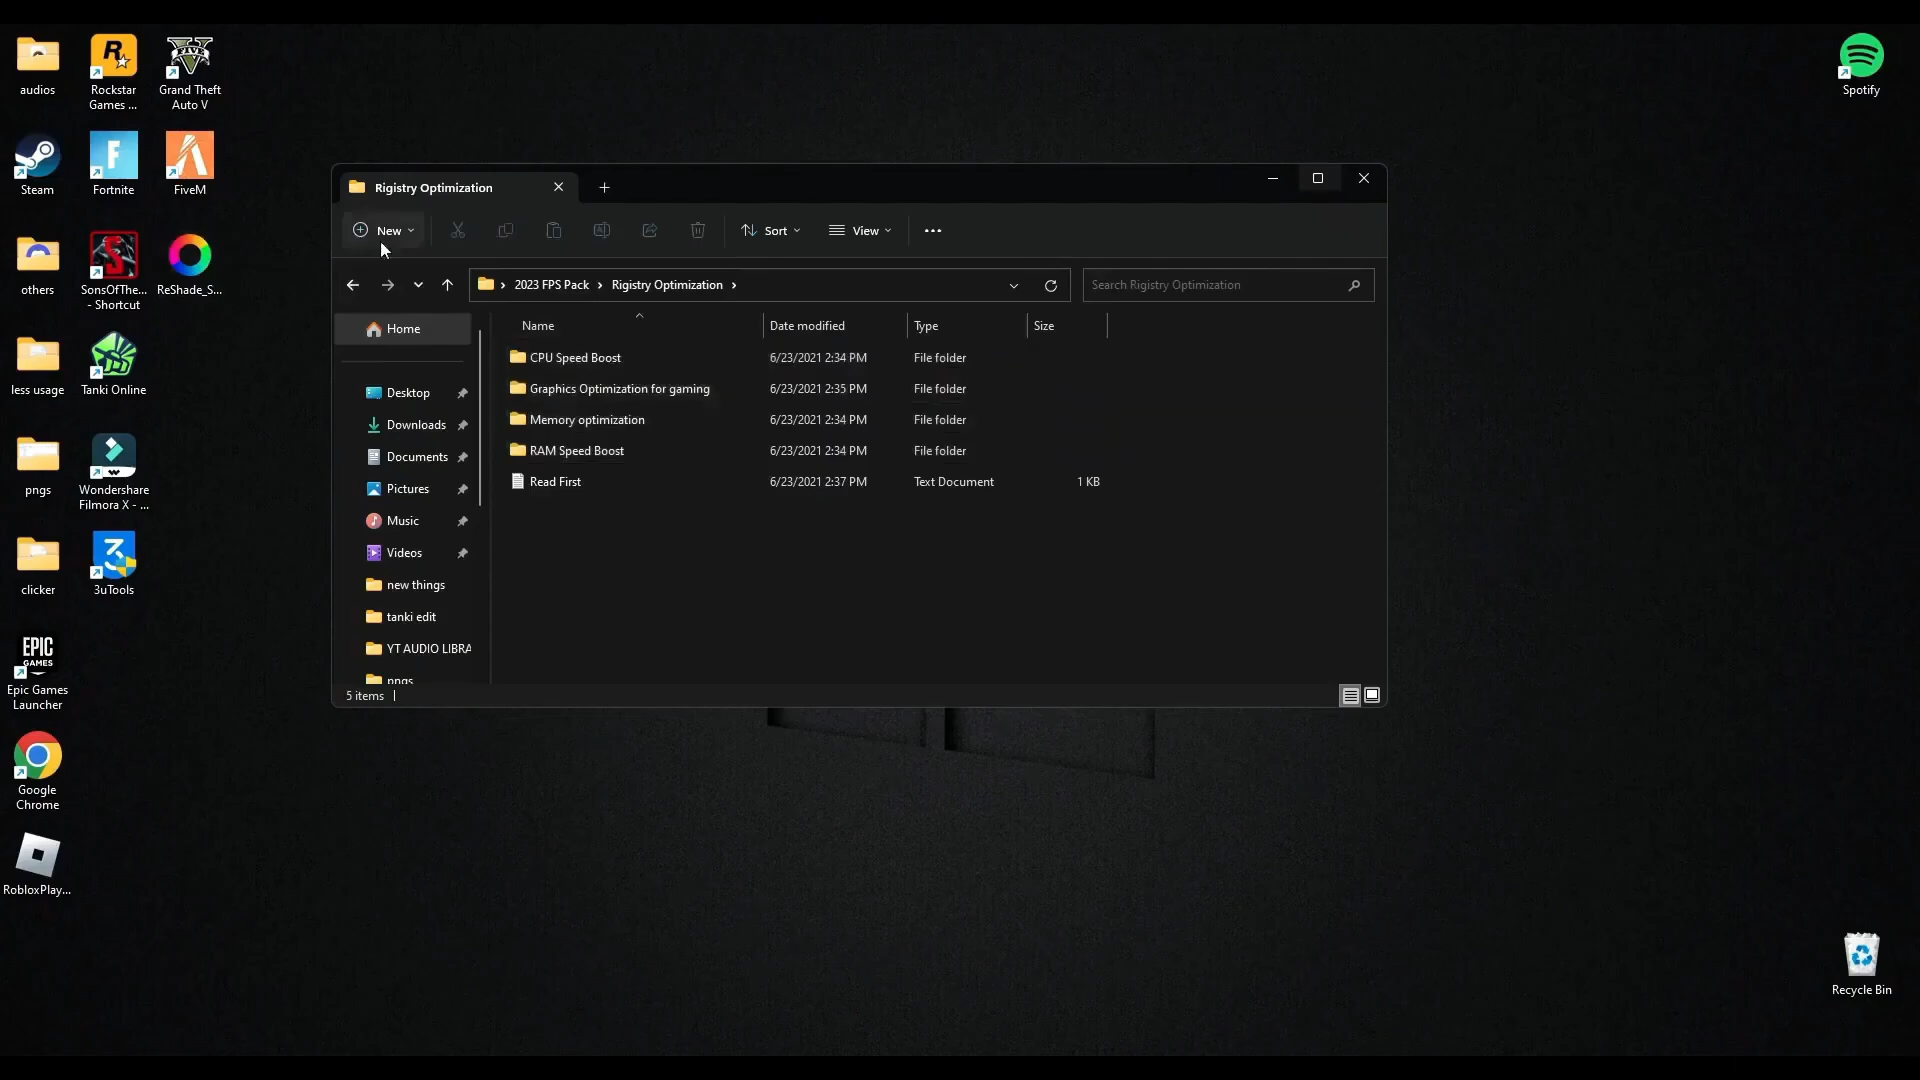 audios
Rockstar
Games ...
Grand Theft
Auto V
Spotify
Steam
Fortnite
FiveM
others
SonsOfThe...
- Shortcut
ReShade_S...
less usage
Tanki Online
pngs
Wondershare
Filmora X - ...
clicker
3uTools
EPIC
GAMES
Epic Games
Launcher
Google
Chrome
RobloxPlay...
Recycle Bin
Rigistry Optimization
New
Sort
View
2023 FPS Pack
Rigistry Optimization
Search Rigistry Optimization
Home
Desktop
Downloads
Documents
Pictures
Music
Videos
new things
tanki edit
YT AUDIO LIBRA
pngs
Name Date modified Type Size
CPU Speed Boost 6/23/2021 2:34 PM File folder
Graphics Optimization for gaming 6/23/2021 2:35 PM File folder
Memory optimization 6/23/2021 2:34 PM File folder
RAM Speed Boost 6/23/2021 2:34 PM File folder
Read First 6/23/2021 2:37 PM Text Document 1 KB
5 items